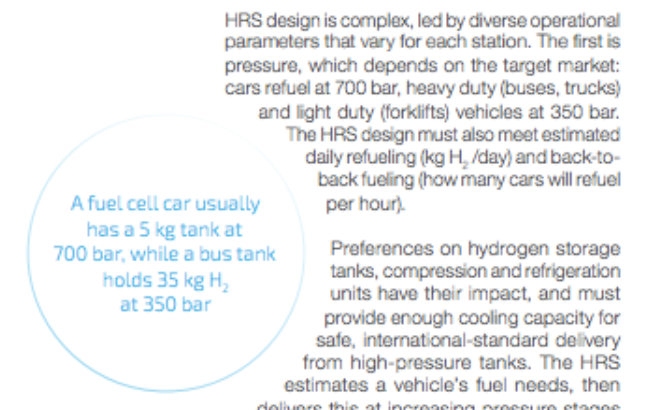 HRS design is complex, led by diverse operational
parameters that vary for each station. The first is
pressure, which depends on the target market:
cars refuel at 700 bar, heavy duty (buses, trucks)
and light duty (forklifts) vehicles at 350 bar.
The HRS design must also meet estimated
daily refueling (kg H₂ /day) and back-to-
back fueling (how many cars will refuel
per hour).
A fuel cell car usually
has a 5 kg tank at
700 bar, while a bus tank
holds 35 kg H₂
at 350 bar
Preferences on hydrogen storage
tanks, compression and refrigeration
units have their impact, and must
provide enough cooling capacity for
safe, international-standard delivery
from high-pressure tanks. The HRS
estimates a vehicle's fuel needs, then
delivers this at increasing pressure stages